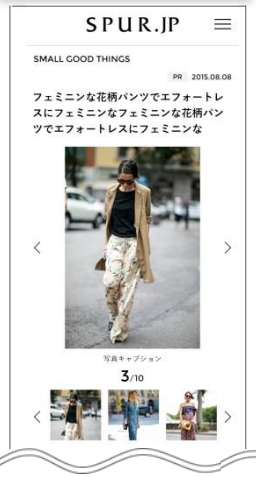 SPUR.JP
SMALL GOOD THINGS
PR 2015.08.08
フェミニンな花柄パンツでエフォートレ
スにフェミニンなフェミニンな花柄パン
ツでエフォートレスにフェミニンな
写真キャプション
3/10